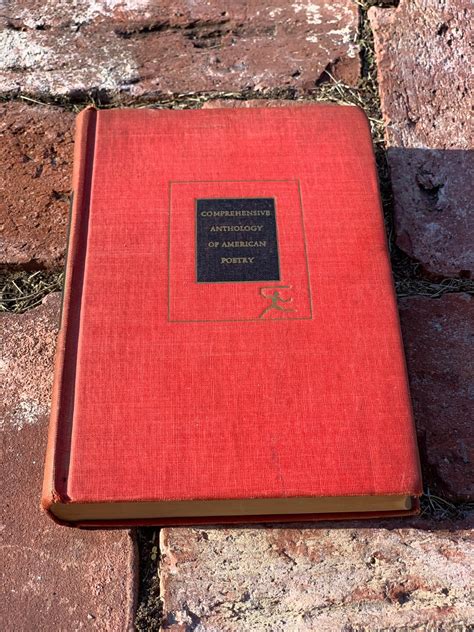 COMPREHENSIVE
ANTHOLOGY
OF AMERICAN
POETRY